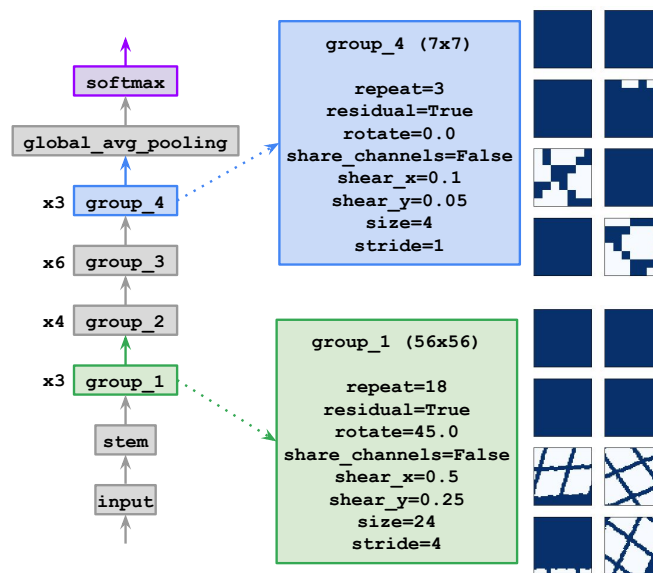 softmax
global_avg_pooling
x3 group_4
x6 group_3
x4 group_2
x3 group_1
stem
input
group_4 (7x7)
repeat=3
residual=True
rotate=0.0
share_channels=False
shear_x=0.1
shear_y=0.05
size=4
stride=1
group_1 (56x56)
repeat=18
residual=True
rotate=45.0
share_channels=False
shear_x=0.5
shear_y=0.25
size=24
stride=4